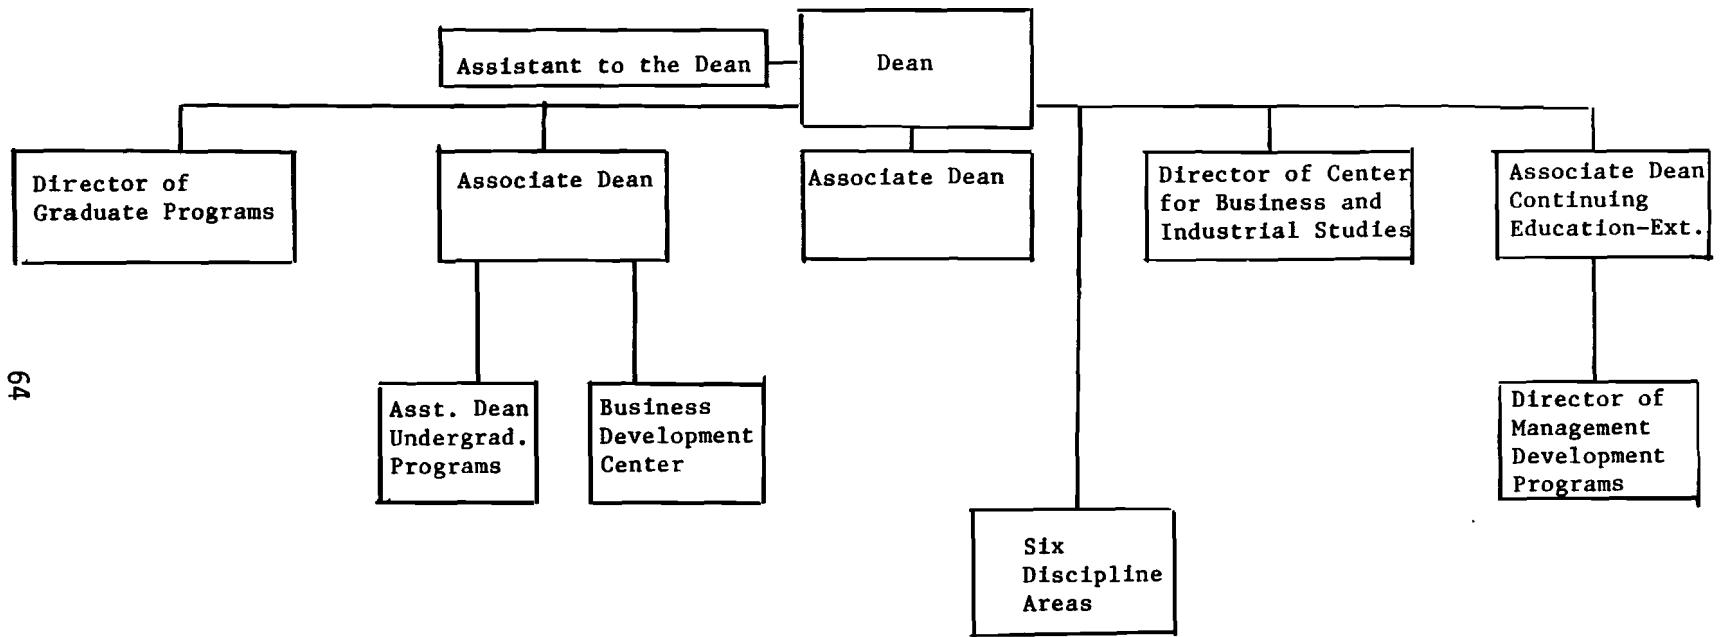 Assistant to the Dean
Dean
Director of
Graduate Programs
Associate Dean
Associate Dean
Director of Center
for Business and
Industrial Studies
Associate Dean
Continuing
Education-Ext.
Asst. Dean
Undergrad.
Programs
Business
Development
Center
Director of
Management
Development
Programs
Six
Discipline
Areas
64